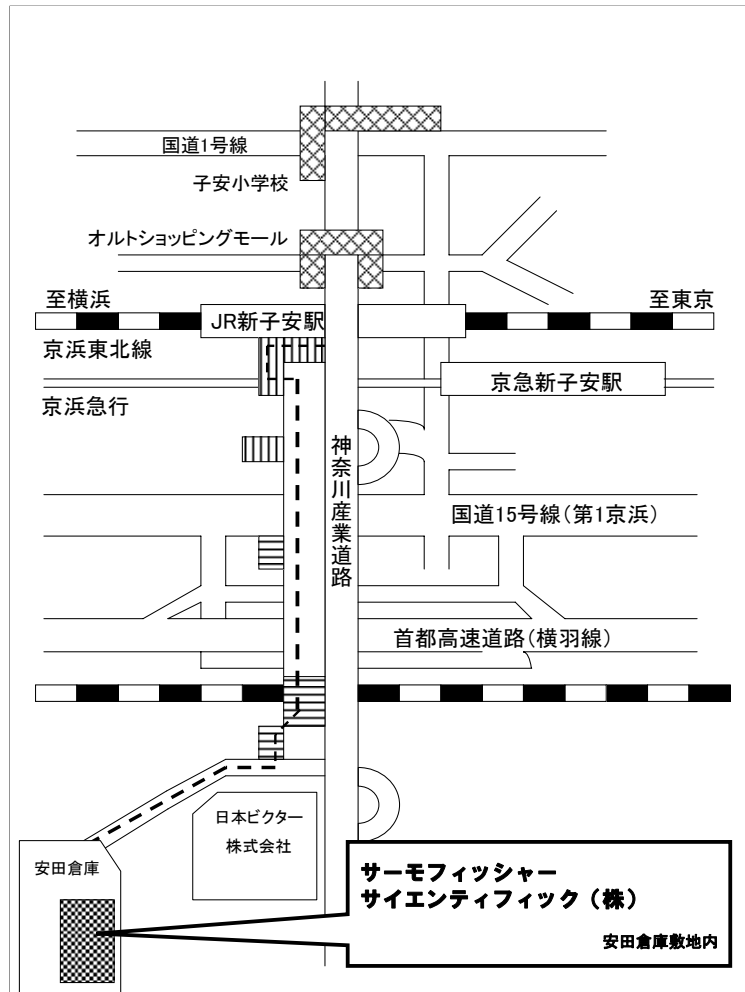 国道1号線
子安小学校
オルトショッピングモール
至横浜
至東京
JR新子安駅
京浜東北線
京急新子安駅
京浜急行
神奈川産業道路
国道15号線(第1京浜)
首都高速道路(横羽線)
日本ビクター
株式会社
安田倉庫
サーモフィッシャー
サイエンティフィック(株)
安田倉庫敷地内